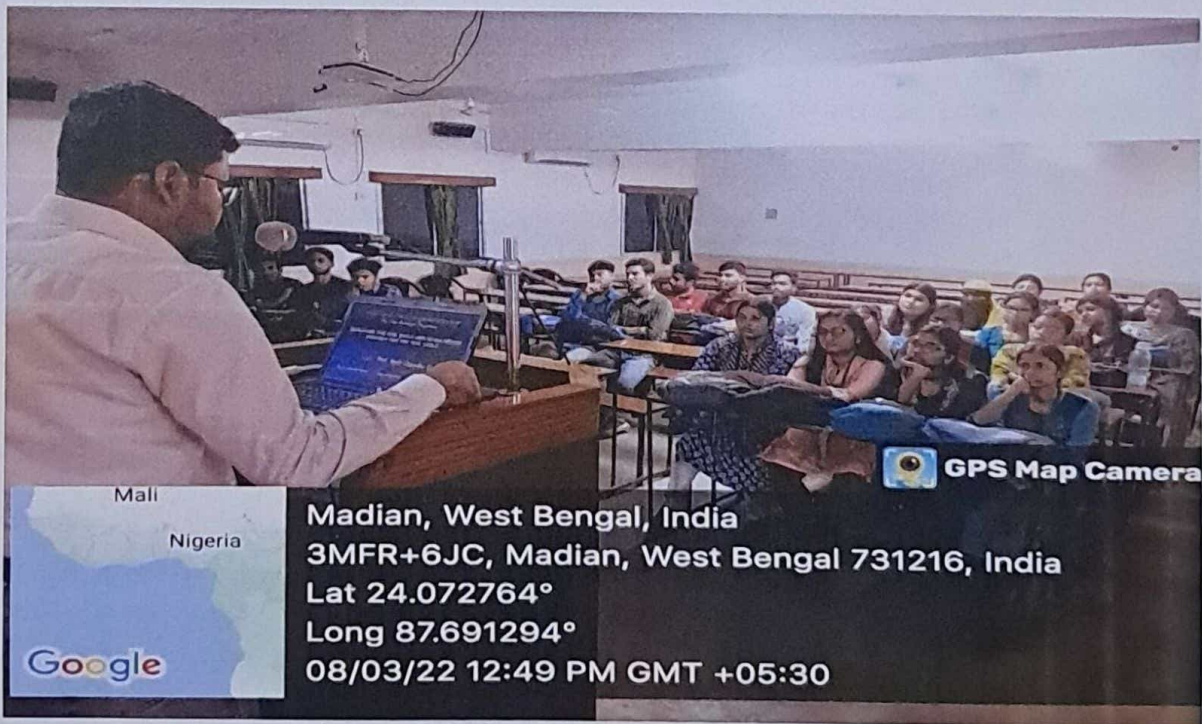 GPS Map Camera
Mali
Nigeria
Google
Madian, West Bengal, India
3MFR+6JC, Madian, West Bengal 731216, India
Lat 24.072764°
Long 87.691294°
08/03/22 12:49 PM GMT +05:30